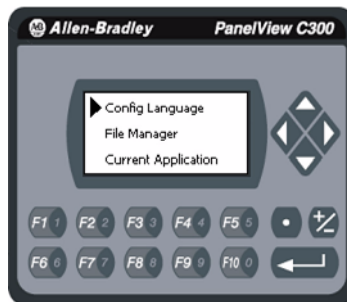 AB Allen-Bradley PanelView C300
Config Language
File Manager
Current Application
F1 1 F2 2 F3 3 F4 4 F5 5 • +/-
F6 6 F7 7 F8 8 F9 9 F10 0